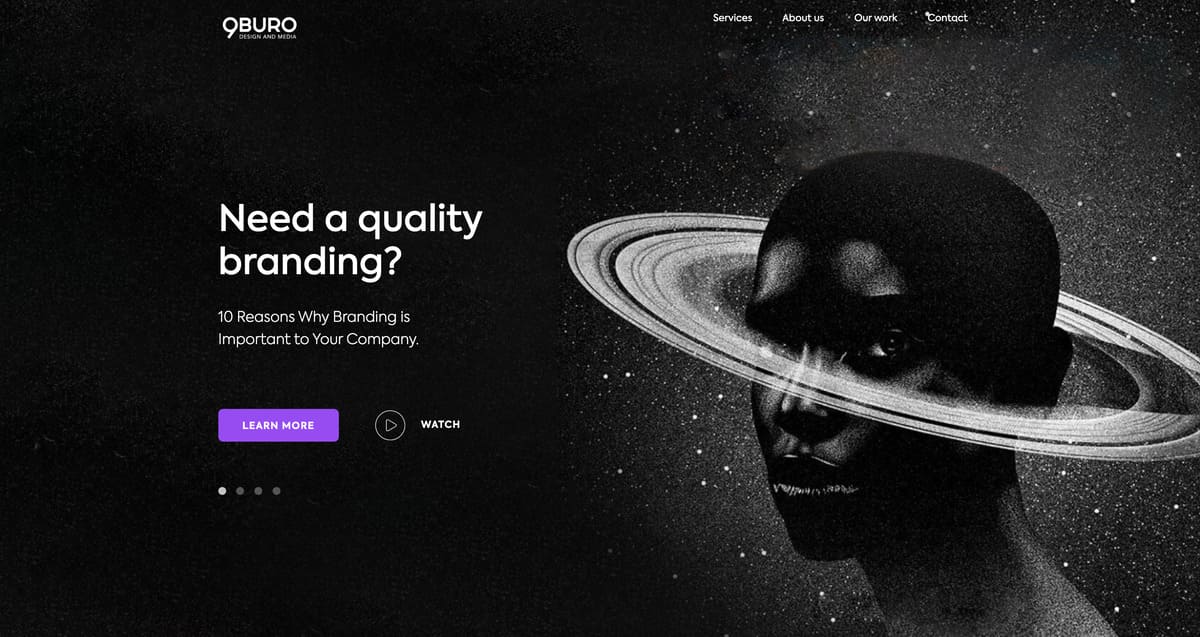 9BURO
DESIGN AND MEDIA
Services About us Our work Contact
Need a quality
branding?
10 Reasons Why Branding is
Important to Your Company.
LEARN MORE WATCH